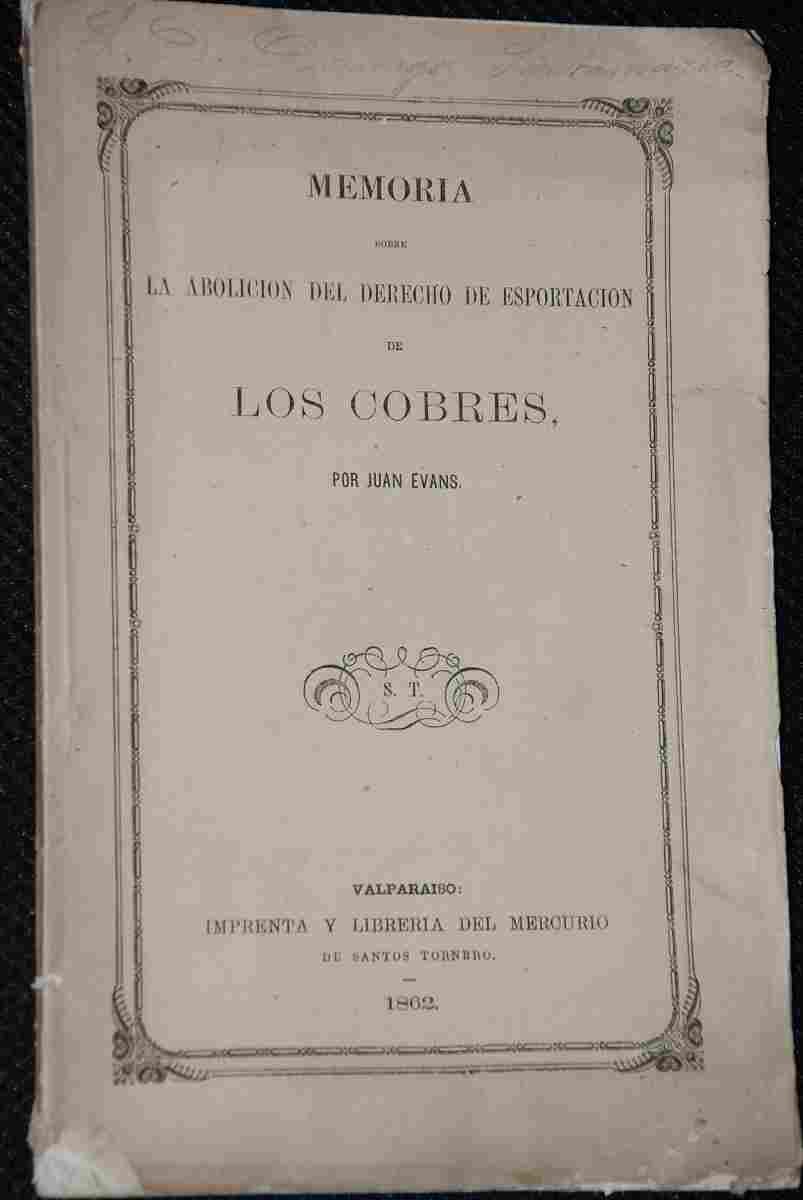 MEMORIA
SOBRE
LA ABOLICION DEL DERECHO DE ESPORTACION
DE
LOS COBRES,
POR JUAN EVANS.
S. T.
VALPARAISO:
IMPRENTA Y LIBRERIA DEL MERCURIO
DE SANTOS TORNERO.
1862.